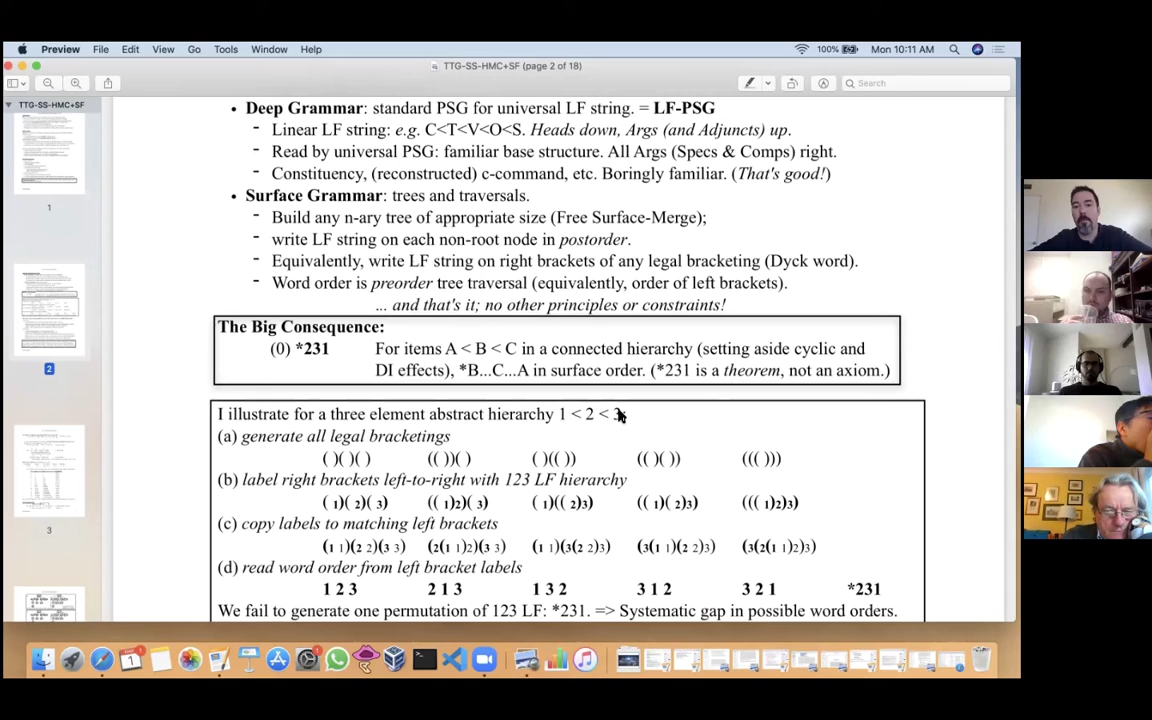 Preview File Edit View Go Tools Window Help 100% Mon 10:11 AM
TTG-SS-HMC+SF (page 2 of 18)
Search
TTG-SS-HMC+SF
1
2
3
• Deep Grammar: standard PSG for universal LF string. = LF-PSG
- Linear LF string: e.g. C<T<V<O<S. Heads down, Args (and Adjuncts) up.
- Read by universal PSG: familiar base structure. All Args (Specs & Comps) right.
- Constituency, (reconstructed) c-command, etc. Boringly familiar. (That's good!)
• Surface Grammar: trees and traversals.
- Build any n-ary tree of appropriate size (Free Surface-Merge);
- write LF string on each non-root node in postorder.
- Equivalently, write LF string on right brackets of any legal bracketing (Dyck word).
- Word order is preorder tree traversal (equivalently, order of left brackets).
... and that's it; no other principles or constraints!
The Big Consequence:
(0) *231 For items A < B < C in a connected hierarchy (setting aside cyclic and
DI effects), *B...C...A in surface order. (*231 is a theorem, not an axiom.)
I illustrate for a three element abstract hierarchy 1 < 2 < 3:
(a) generate all legal bracketings
( )( )( ) (( ))( ) ( )(( )) (( )( )) ((( )))
(b) label right brackets left-to-right with 123 LF hierarchy
( 1)( 2)( 3) (( 1)2)( 3) ( 1)(( 2)3) (( 1)( 2)3) ((( 1)2)3)
(c) copy labels to matching left brackets
(1 1)(2 2)(3 3) (2(1 1)2)(3 3) (1 1)(3(2 2)3) (3(1 1)(2 2)3) (3(2(1 1)2)3)
(d) read word order from left bracket labels
1 2 3 2 1 3 1 3 2 3 1 2 3 2 1 *231
We fail to generate one permutation of 123 LF: *231. => Systematic gap in possible word orders.